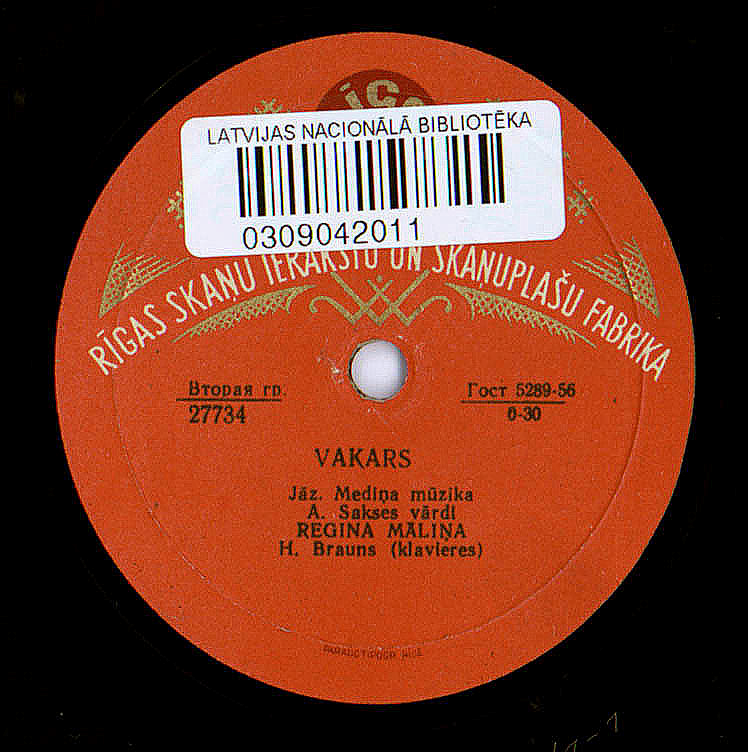 LATVIJAS NACIONĀLĀ BIBLIOTĒKA
0309042011
RĪGAS SKAŅU IERAKSTU UN SKAŅUPLAŠU FABRIKA
Вторая гр.
27734
Гост 5289-56
0-30
VAKARS
Jāz. Mediņa mūzika
A. Sakses vārdi
REGINA MĀLIŅA
H. Brauns (klavieres)